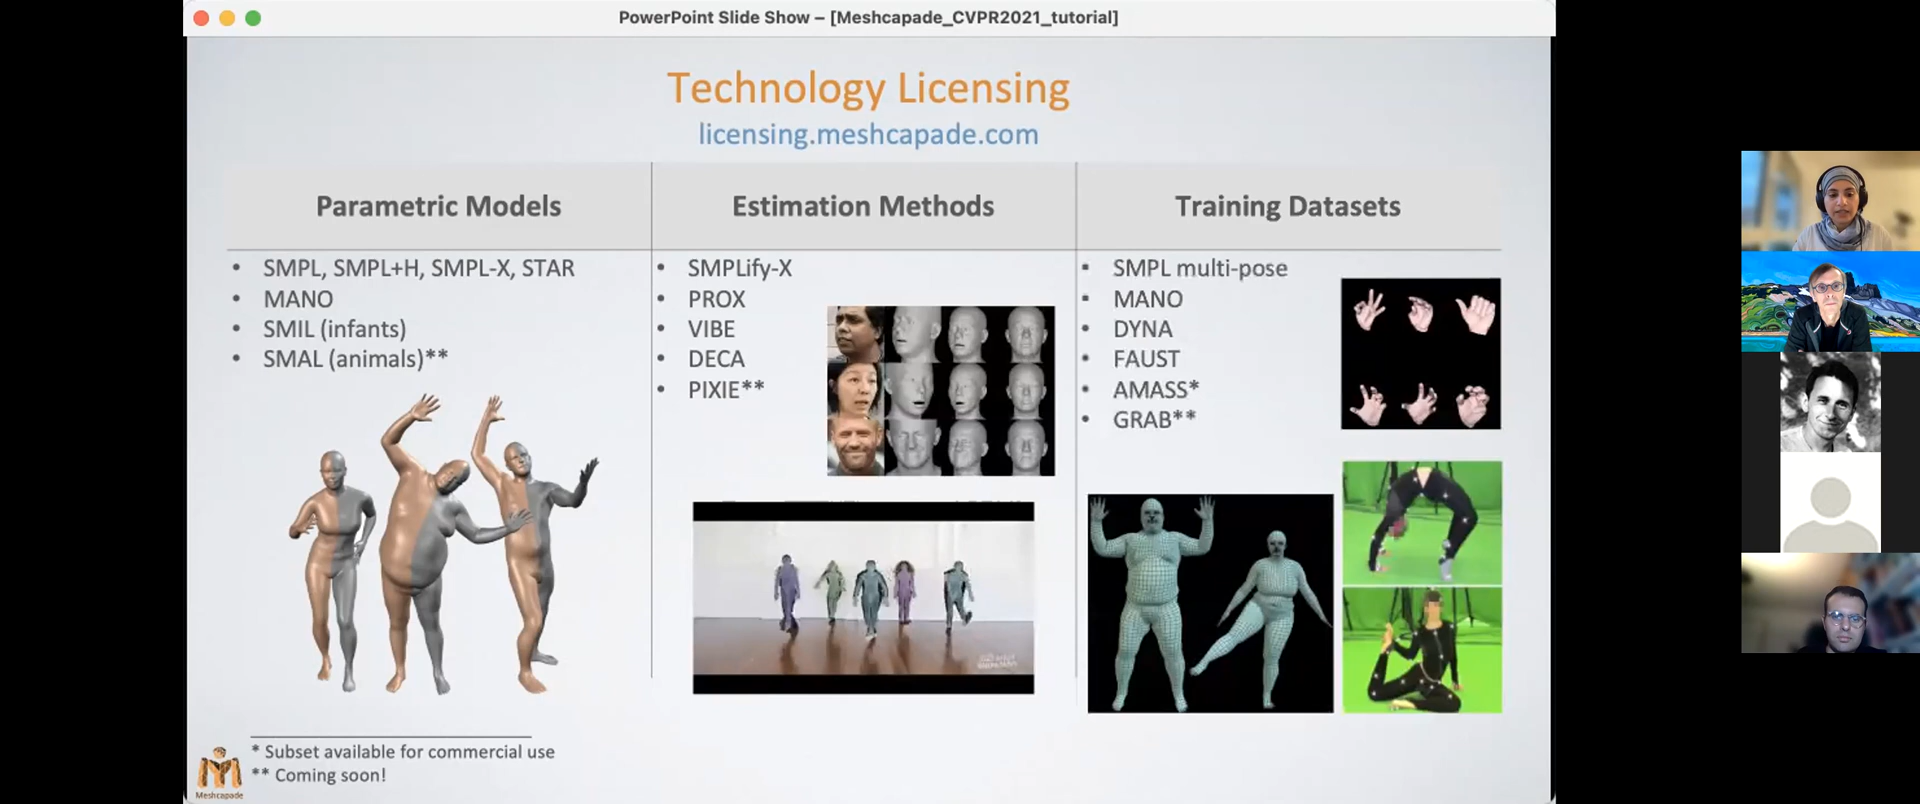 PowerPoint Slide Show – [Meshcapade_CVPR2021_tutorial]
Technology Licensing
licensing.meshcapade.com
Parametric Models
• SMPL, SMPL+H, SMPL-X, STAR
• MANO
• SMIL (infants)
• SMAL (animals)**
Estimation Methods
• SMPLify-X
• PROX
• VIBE
• DECA
• PIXIE**
Training Datasets
• SMPL multi-pose
• MANO
• DYNA
• FAUST
• AMASS*
• GRAB**
* Subset available for commercial use
** Coming soon!
Meshcapade